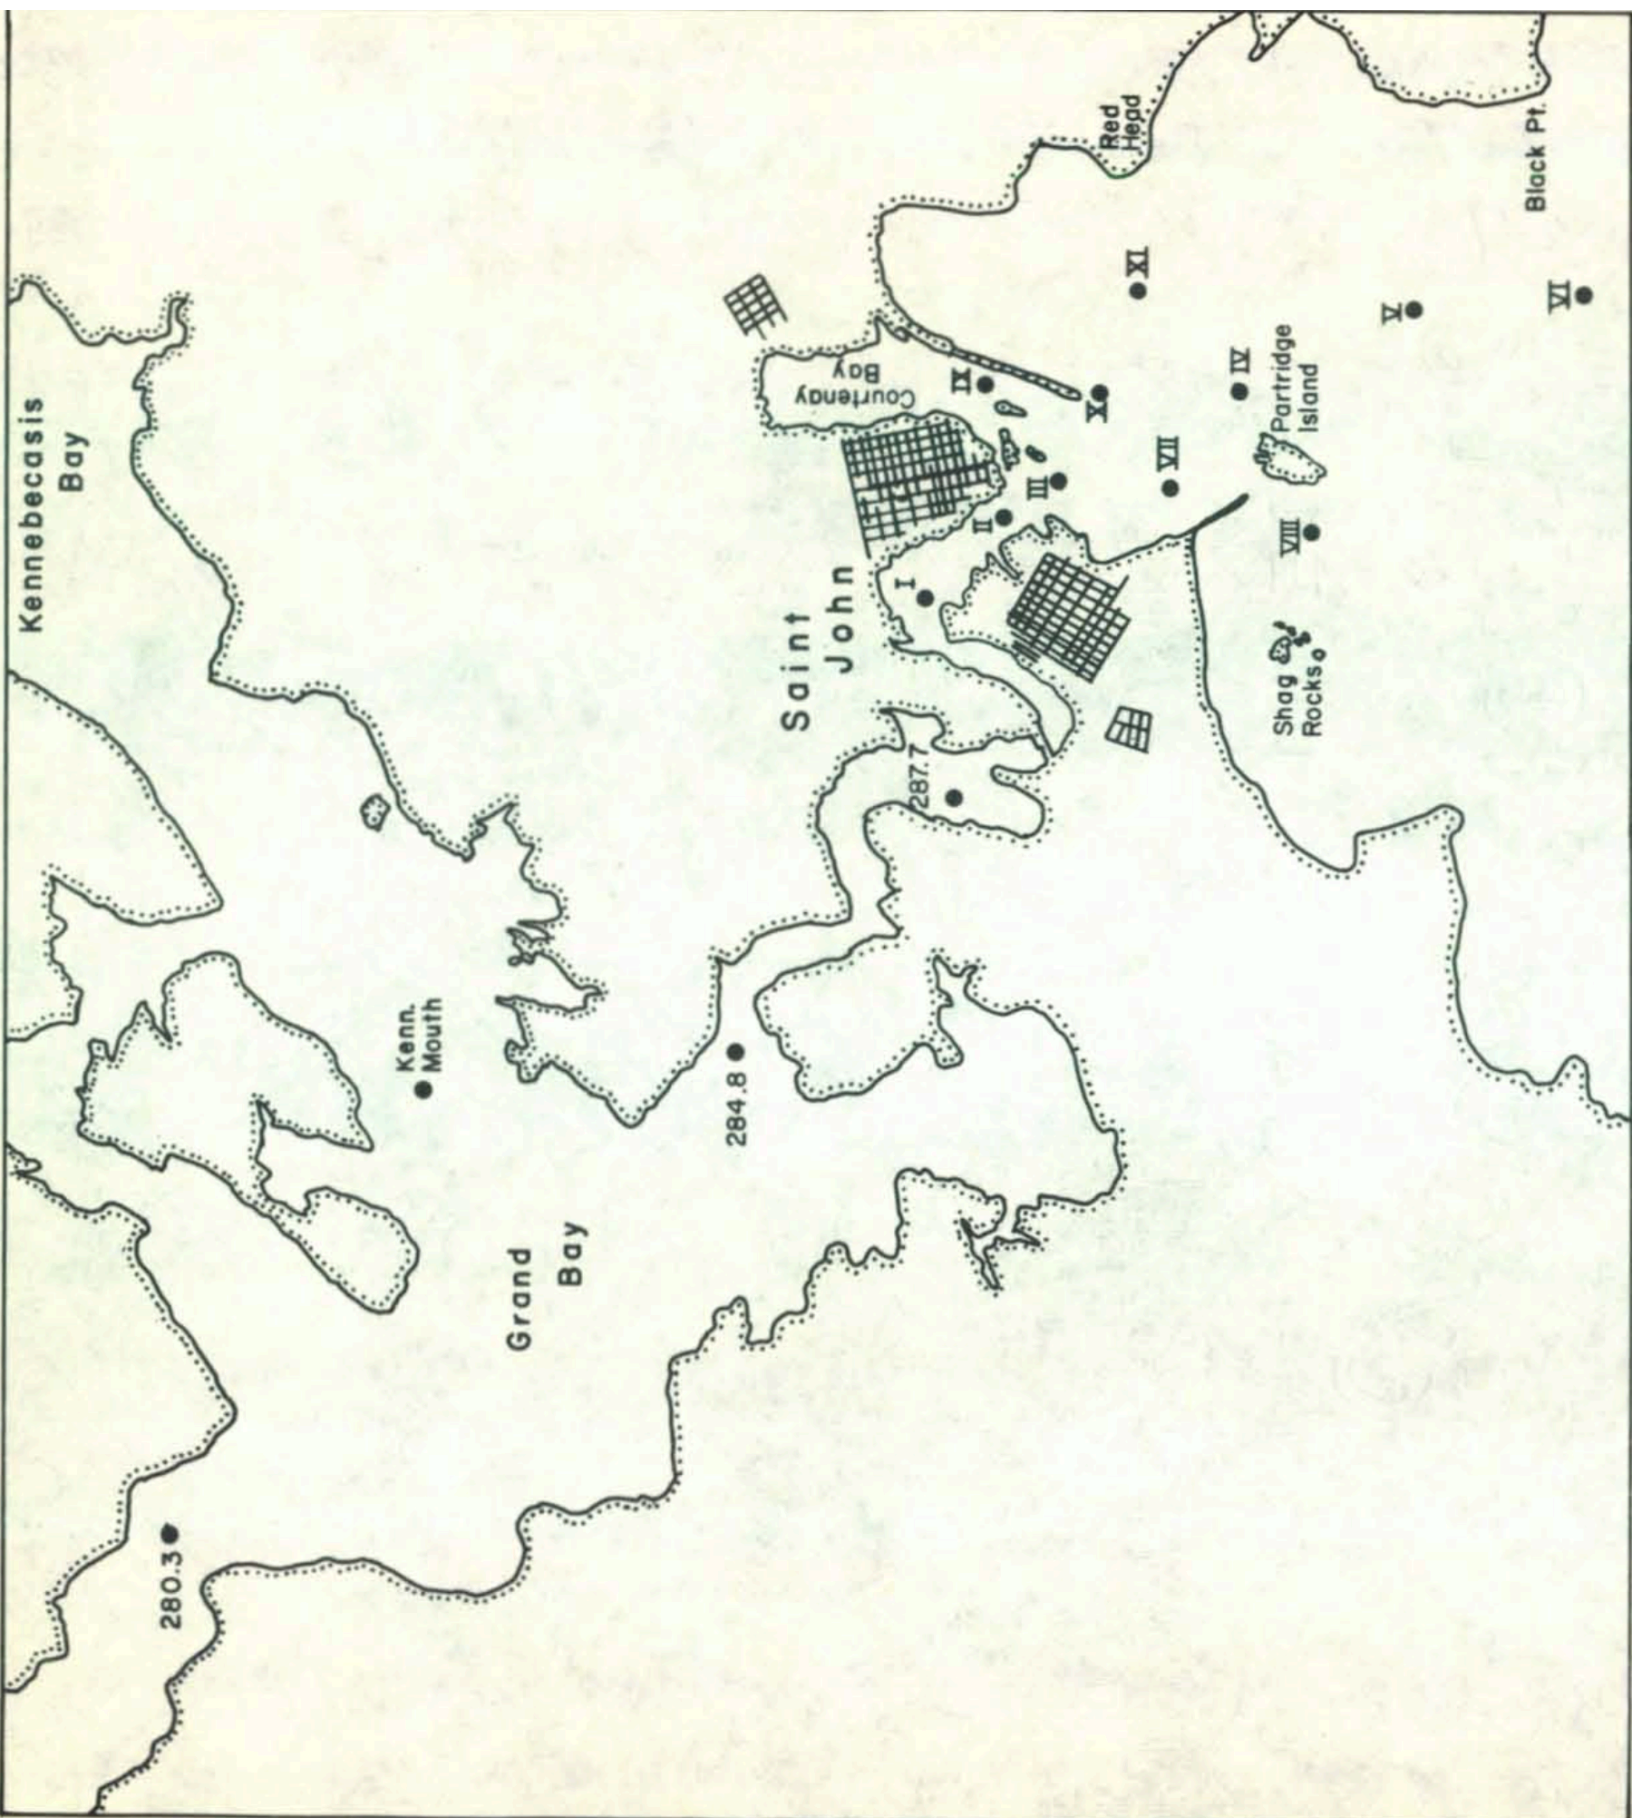 Kennebecasis
Bay
Red
Head
Black Pt.
Courtenay
Bay
IX
X
XI
IV
Partridge
Island
V
VI
VII
III
II
I
VIII
Saint
John
Shag
Rocks
287.7
Kenn.
Mouth
284.8
Grand
Bay
280.3